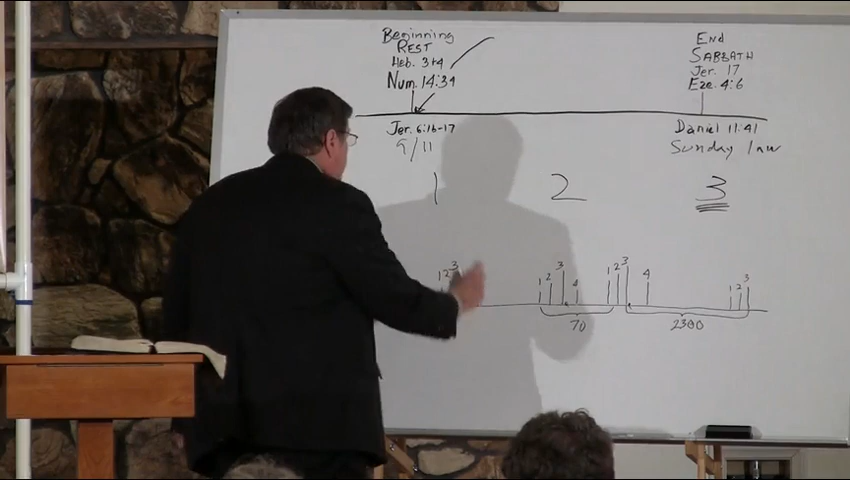 Beginning
REST
Heb. 3+4
Num. 14:34
End
SABBATH
Jer. 17
Eze. 4:6
Jer. 6:16-17
9/11
Daniel 11:41
Sunday law
1 2 3
1 2 3
1 2 3 4
1 2 3 4
1 2 3
70
2300